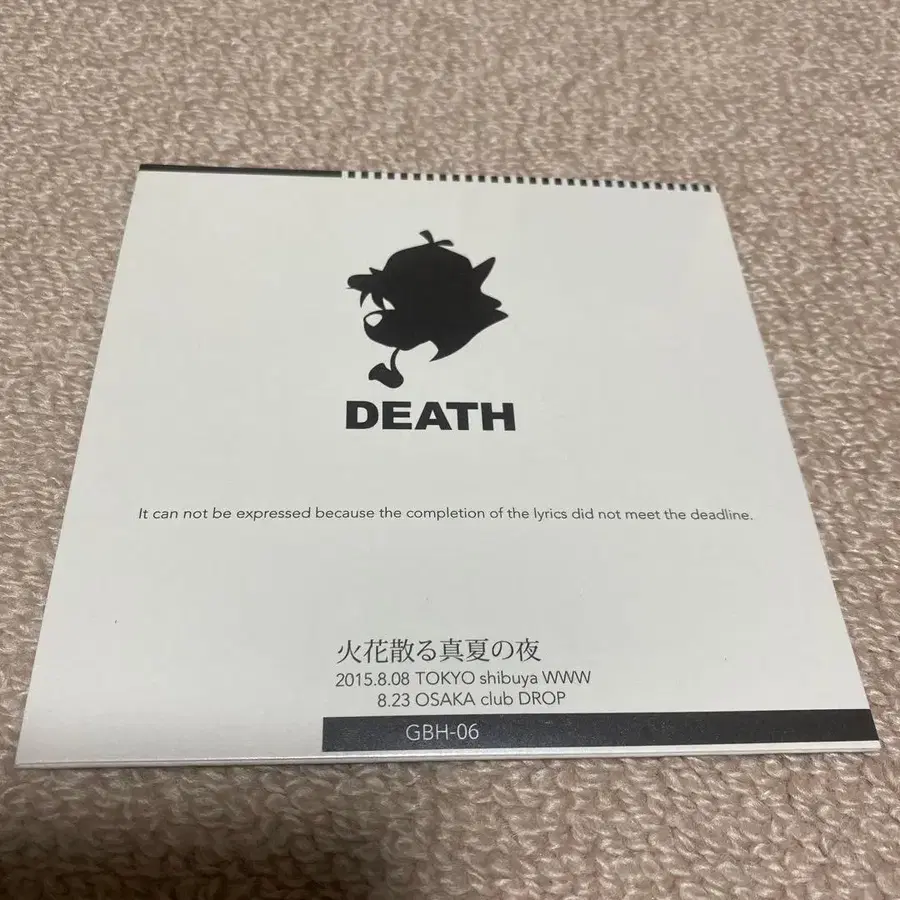 DEATH
It can not be expressed because the completion of the lyrics did not meet the deadline.
火花散る真夏の夜
2015.8.08 TOKYO shibuya WWW
8.23 OSAKA club DROP
GBH-06